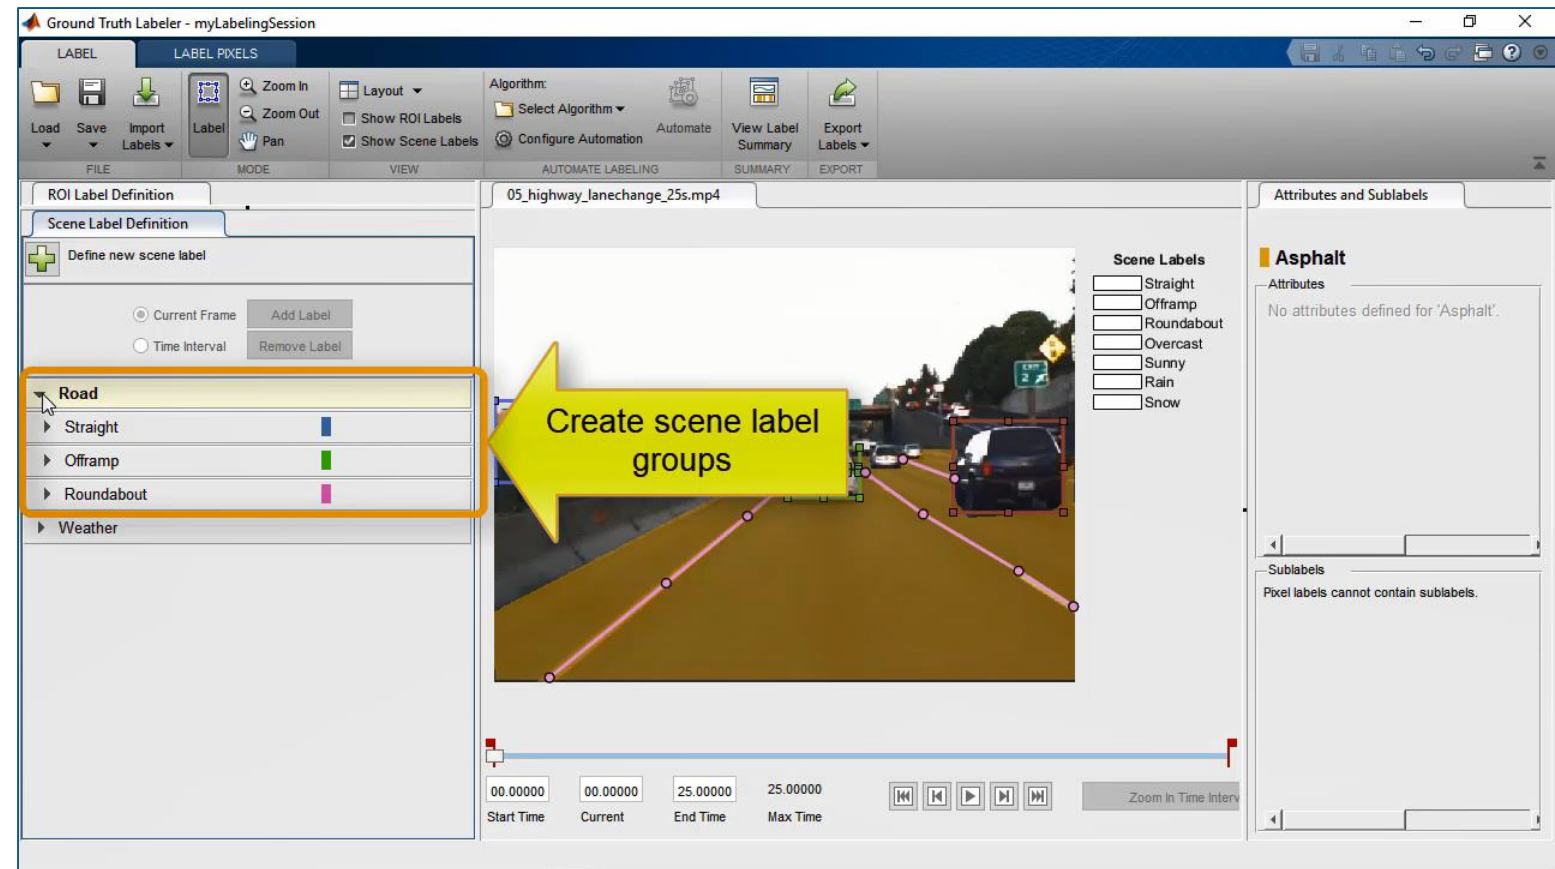 Ground Truth Labeler - myLabelingSession
LABEL
LABEL PIXELS
Load
Save
Import
Labels
FILE
Label
Zoom In
Zoom Out
Pan
MODE
Layout
Show ROI Labels
Show Scene Labels
VIEW
Algorithm:
Select Algorithm
Configure Automation
Automate
AUTOMATE LABELING
View Label
Summary
SUMMARY
Export
Labels
EXPORT
ROI Label Definition
Scene Label Definition
Define new scene label
Current Frame
Add Label
Time Interval
Remove Label
Road
Straight
Offramp
Roundabout
Weather
05_highway_lanechange_25s.mp4
Create scene label
groups
EXIT
2
Scene Labels
Straight
Offramp
Roundabout
Overcast
Sunny
Rain
Snow
00.00000
00.00000
25.00000
25.00000
Start Time
Current
End Time
Max Time
Zoom In Time Interv
Attributes and Sublabels
Asphalt
Attributes
No attributes defined for 'Asphalt'.
Sublabels
Pixel labels cannot contain sublabels.